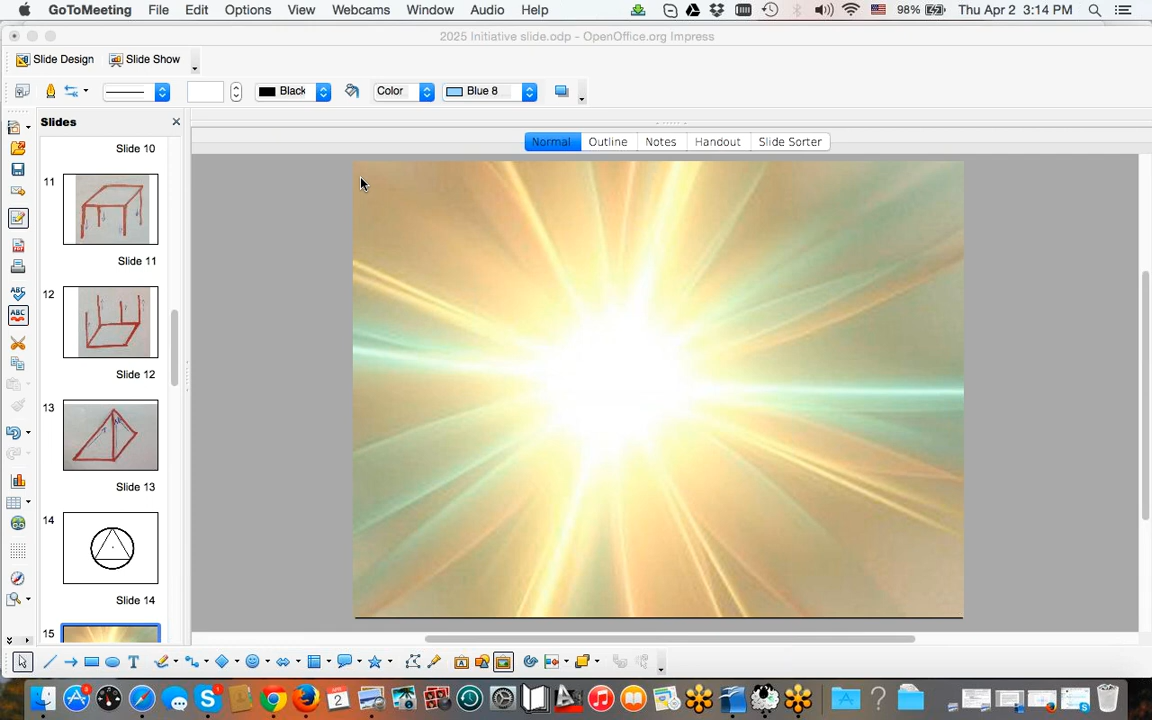 GoToMeeting File Edit Options View Webcams Window Audio Help 98% Thu Apr 2 3:14 PM
2025 Initiative slide.odp - OpenOffice.org Impress
Slide Design Slide Show
Black Color Blue 8
Slides
Normal Outline Notes Handout Slide Sorter
Slide 10
11
Slide 11
12
Slide 12
13
Slide 13
14
Slide 14
15